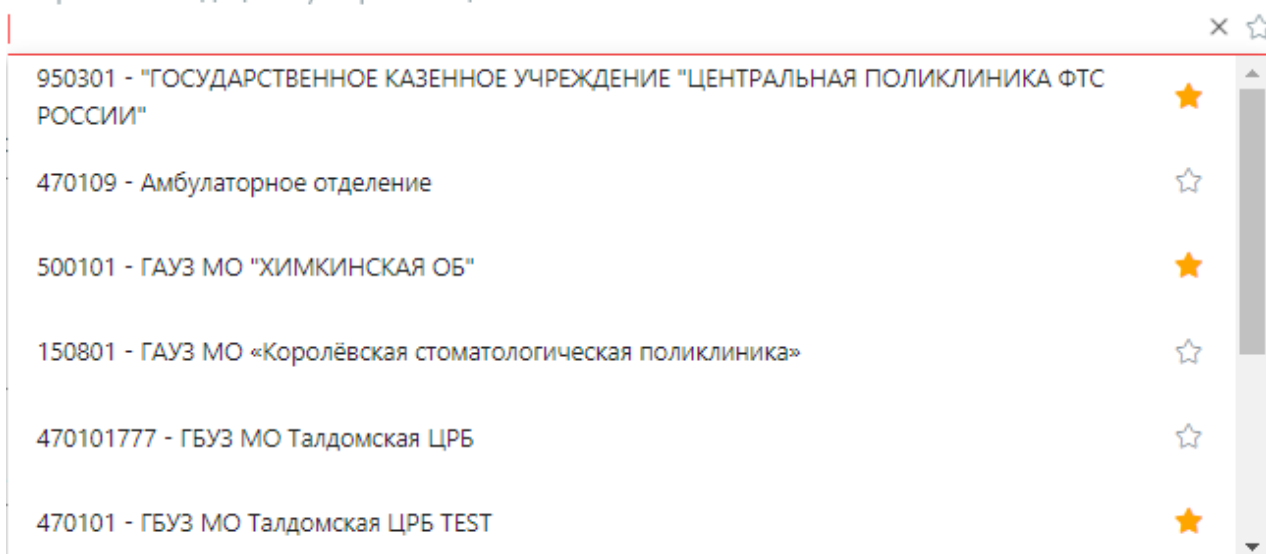 950301 - "ГОСУДАРСТВЕННОЕ КАЗЕННОЕ УЧРЕЖДЕНИЕ "ЦЕНТРАЛЬНАЯ ПОЛИКЛИНИКА ФТС
РОССИИ"
470109 - Амбулаторное отделение
500101 - ГАУЗ МО "ХИМКИНСКАЯ ОБ"
150801 - ГАУЗ МО «Королёвская стоматологическая поликлиника»
470101777 - ГБУЗ МО Талдомская ЦРБ
470101 - ГБУЗ МО Талдомская ЦРБ TEST